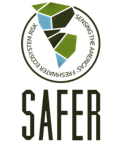 SENSING THE AMERICAS' FRESHWATER ECOSYSTEM RISK
SAFER